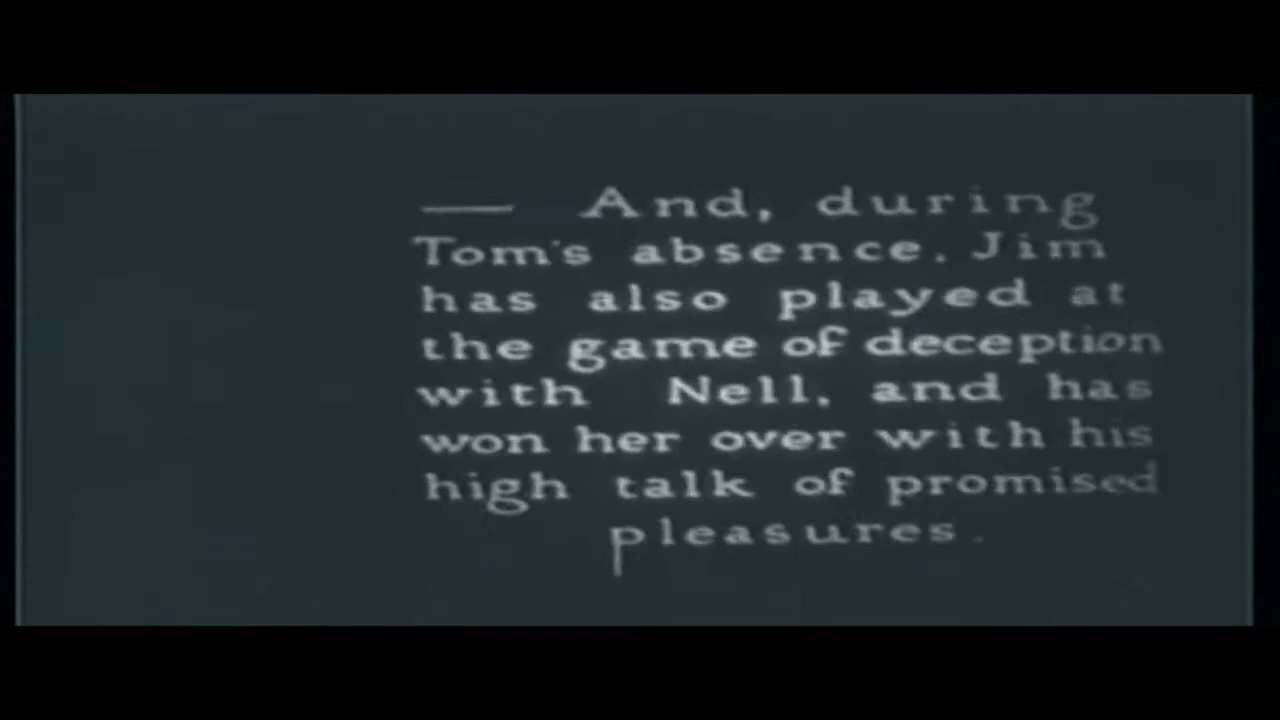 — And, during
Tom's absence, Jim
has also played at
the game of deception
with Nell, and has
won her over with his
high talk of promised
pleasures.